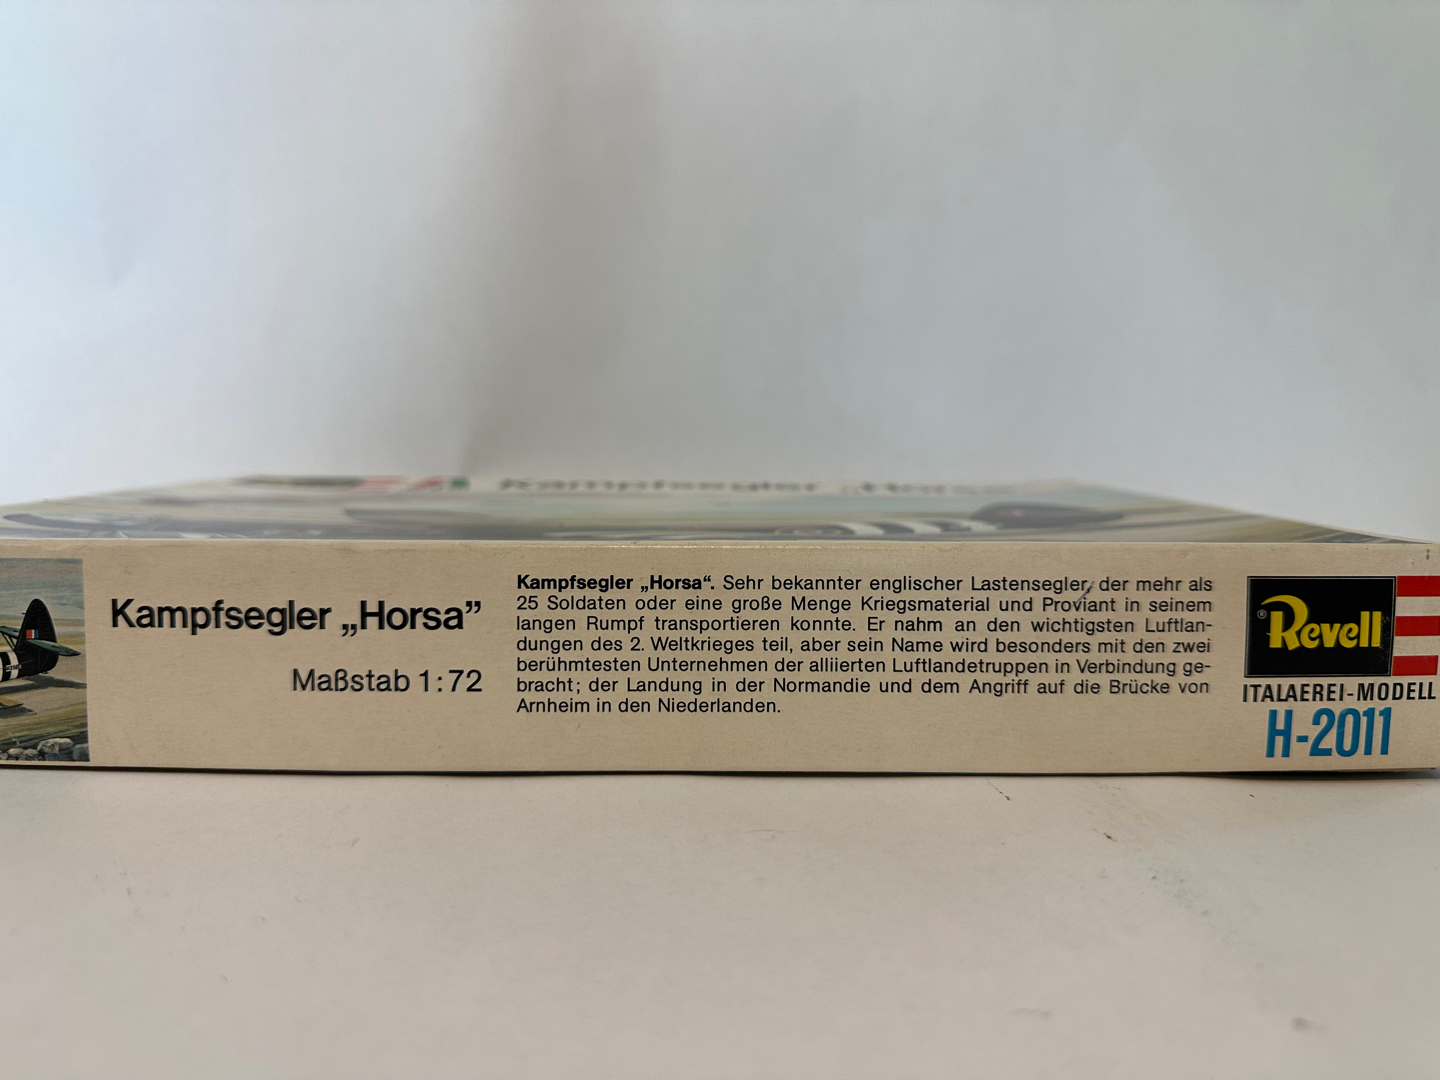 Kampfsegler „Horsa”
Kampfsegler „Horsa”
Maßstab 1:72
Kampfsegler „Horsa“. Sehr bekannter englischer Lastensegler, der mehr als
25 Soldaten oder eine große Menge Kriegsmaterial und Proviant in seinem
langen Rumpf transportieren konnte. Er nahm an den wichtigsten Luftlan-
dungen des 2. Weltkrieges teil, aber sein Name wird besonders mit den zwei
berühmtesten Unternehmen der alliierten Luftlandetruppen in Verbindung ge-
bracht; der Landung in der Normandie und dem Angriff auf die Brücke von
Arnheim in den Niederlanden.
® Revell
ITALAEREI-MODELL
H-2011